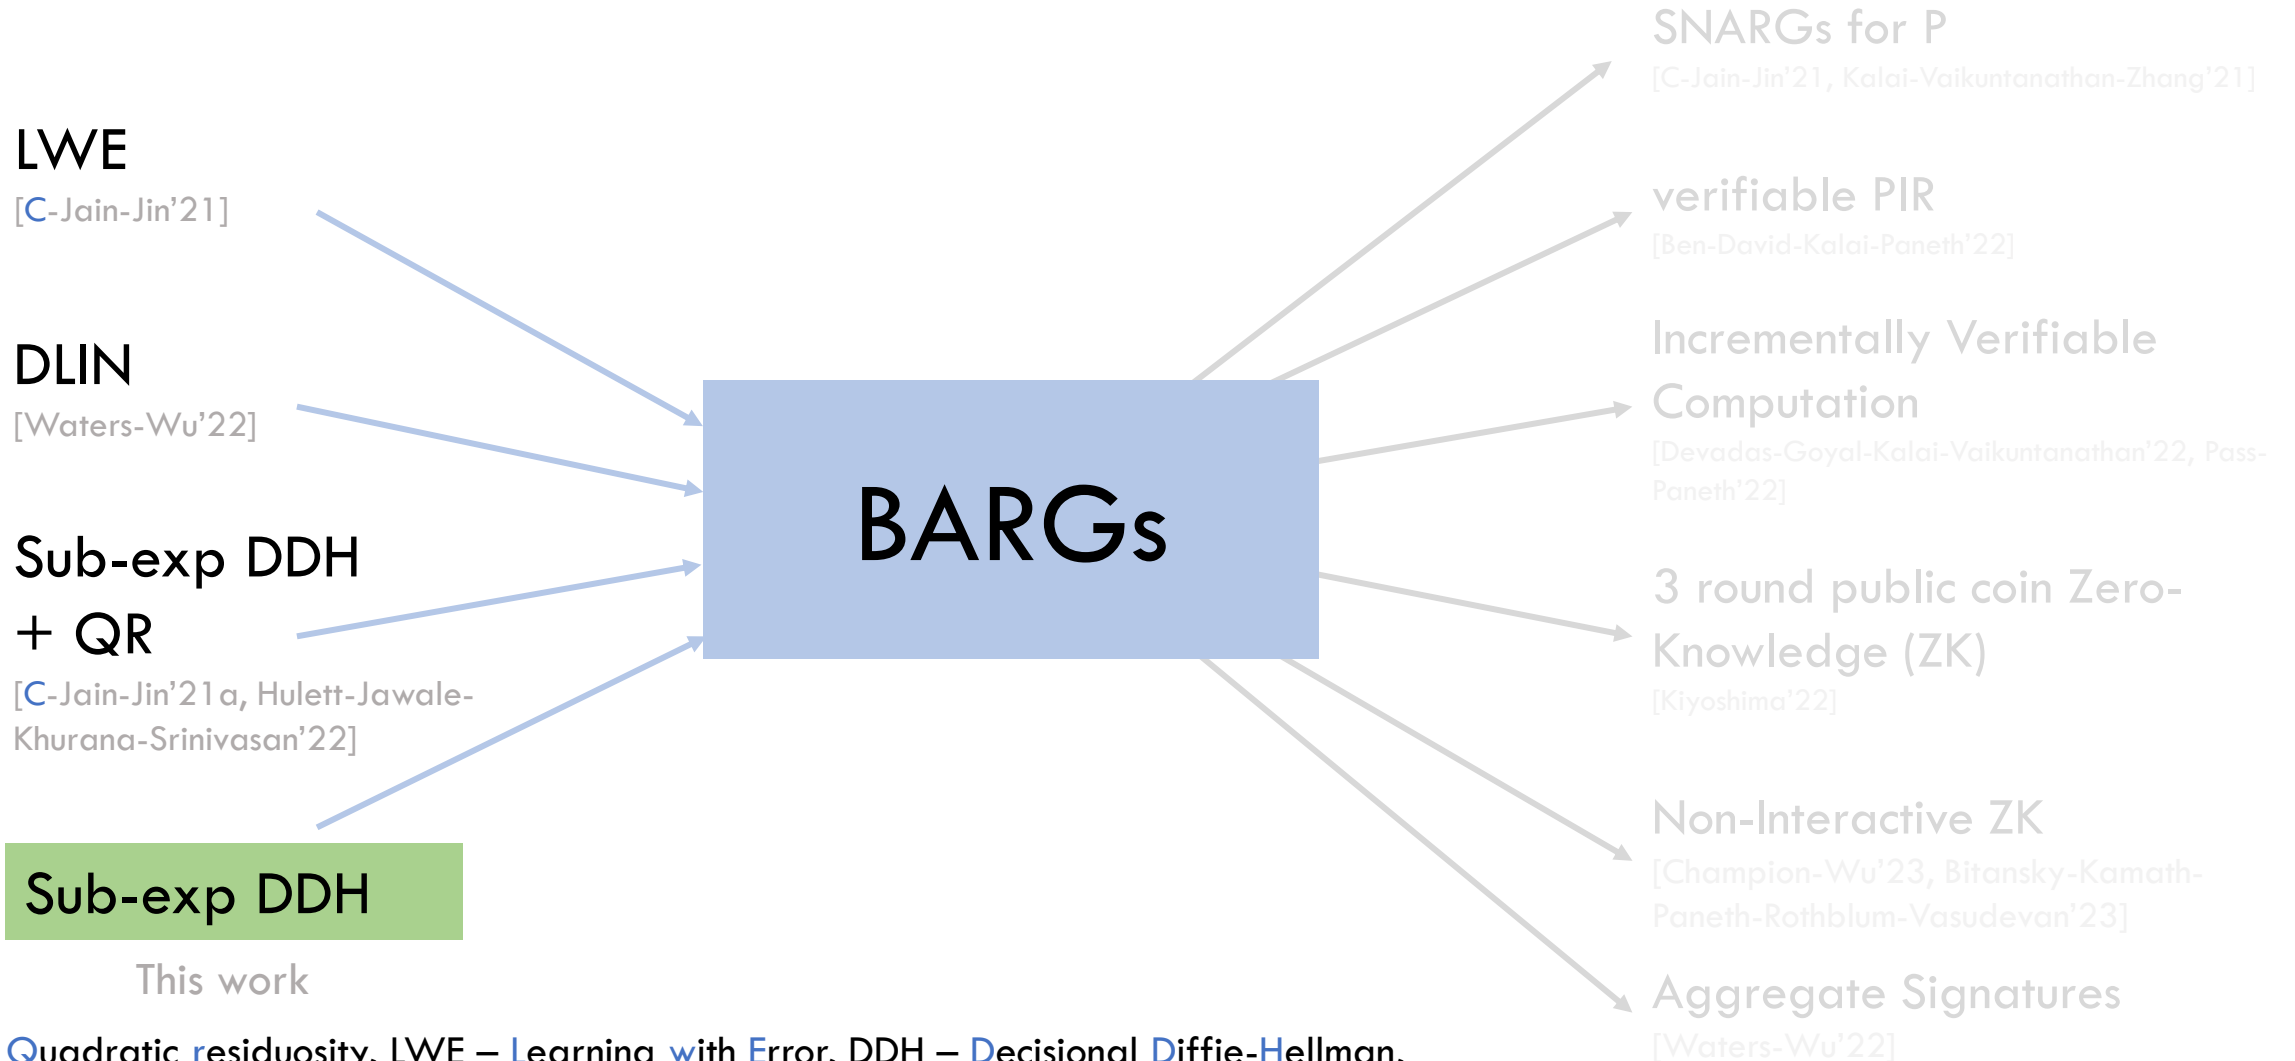 LWE
[C-Jain-Jin'21]
DLIN
[Waters-Wu'22]
Sub-exp DDH
+ QR
[C-Jain-Jin'21a, Hulett-Jawale-
Khurana-Srinivasan'22]
Sub-exp DDH
This work
BARGs
SNARGs for P
[C-Jain-Jin'21, Kalai-Vaikuntanathan-Zhang'21]
verifiable PIR
[Ben-David-Kalai-Paneth'22]
Incrementally Verifiable
Computation
[Devadas-Goyal-Kalai-Vaikuntanathan'22, Pass-
Paneth'22]
3 round public coin Zero-
Knowledge (ZK)
[Kiyoshima'22]
Non-Interactive ZK
[Champion-Wu'23, Bitansky-Kamath-
Paneth-Rothblum-Vasudevan'23]
Aggregate Signatures
[Waters-Wu'22]
Quadratic residuosity, LWE – Learning with Error, DDH – Decisional Diffie-Hellman,